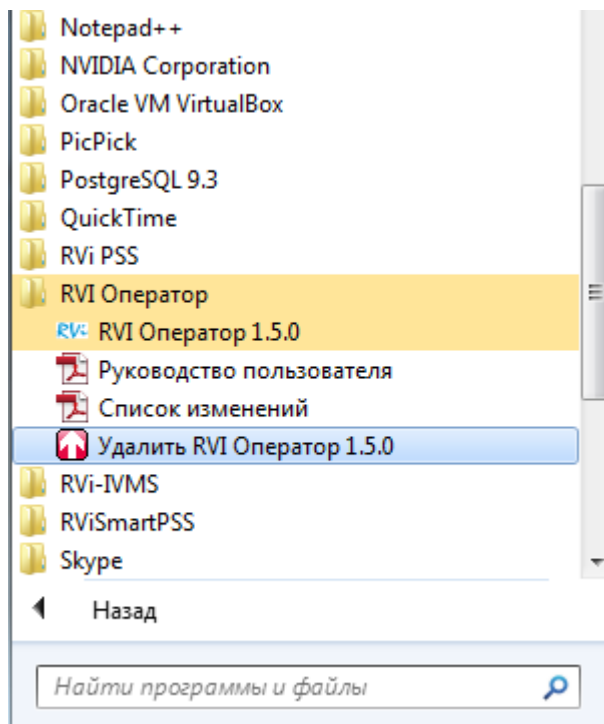 Notepad++
NVIDIA Corporation
Oracle VM VirtualBox
PicPick
PostgreSQL 9.3
QuickTime
RVi PSS
RVI Оператор
RVi RVI Оператор 1.5.0
Руководство пользователя
Список изменений
Удалить RVI Оператор 1.5.0
RVi-IVMS
RViSmartPSS
Skype
Назад
Найти программы и файлы